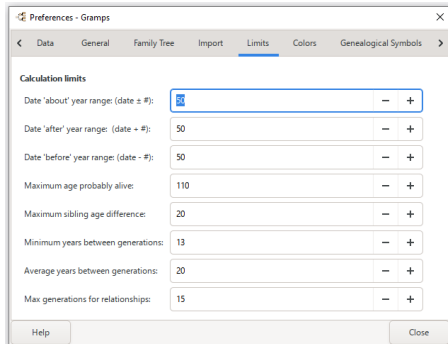 Preferences - Gramps
Data General Family Tree Import Limits Colors Genealogical Symbols
Calculation limits
Date 'about' year range: (date ± #): 50
Date 'after' year range: (date + #): 50
Date 'before' year range: (date - #): 50
Maximum age probably alive: 110
Maximum sibling age difference: 20
Minimum years between generations: 13
Average years between generations: 20
Max generations for relationships: 15
Help Close